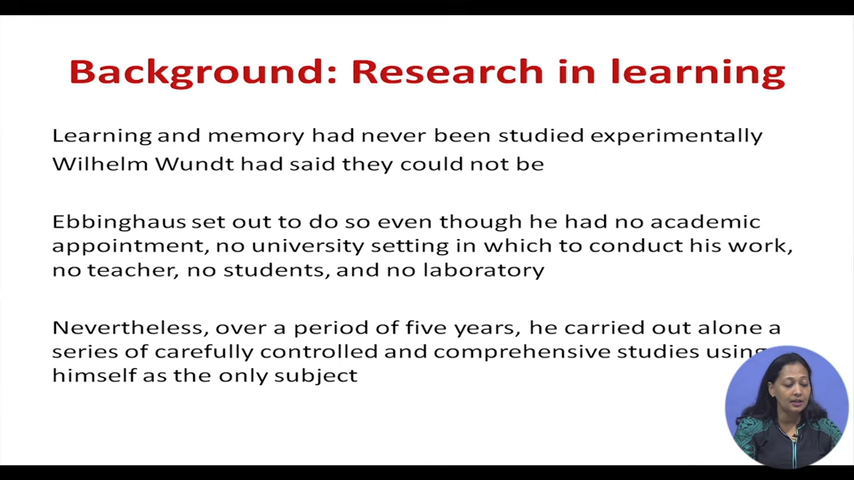 Background: Research in learning
Learning and memory had never been studied experimentally
Wilhelm Wundt had said they could not be
Ebbinghaus set out to do so even though he had no academic
appointment, no university setting in which to conduct his work,
no teacher, no students, and no laboratory
Nevertheless, over a period of five years, he carried out alone a
series of carefully controlled and comprehensive studies using
himself as the only subject